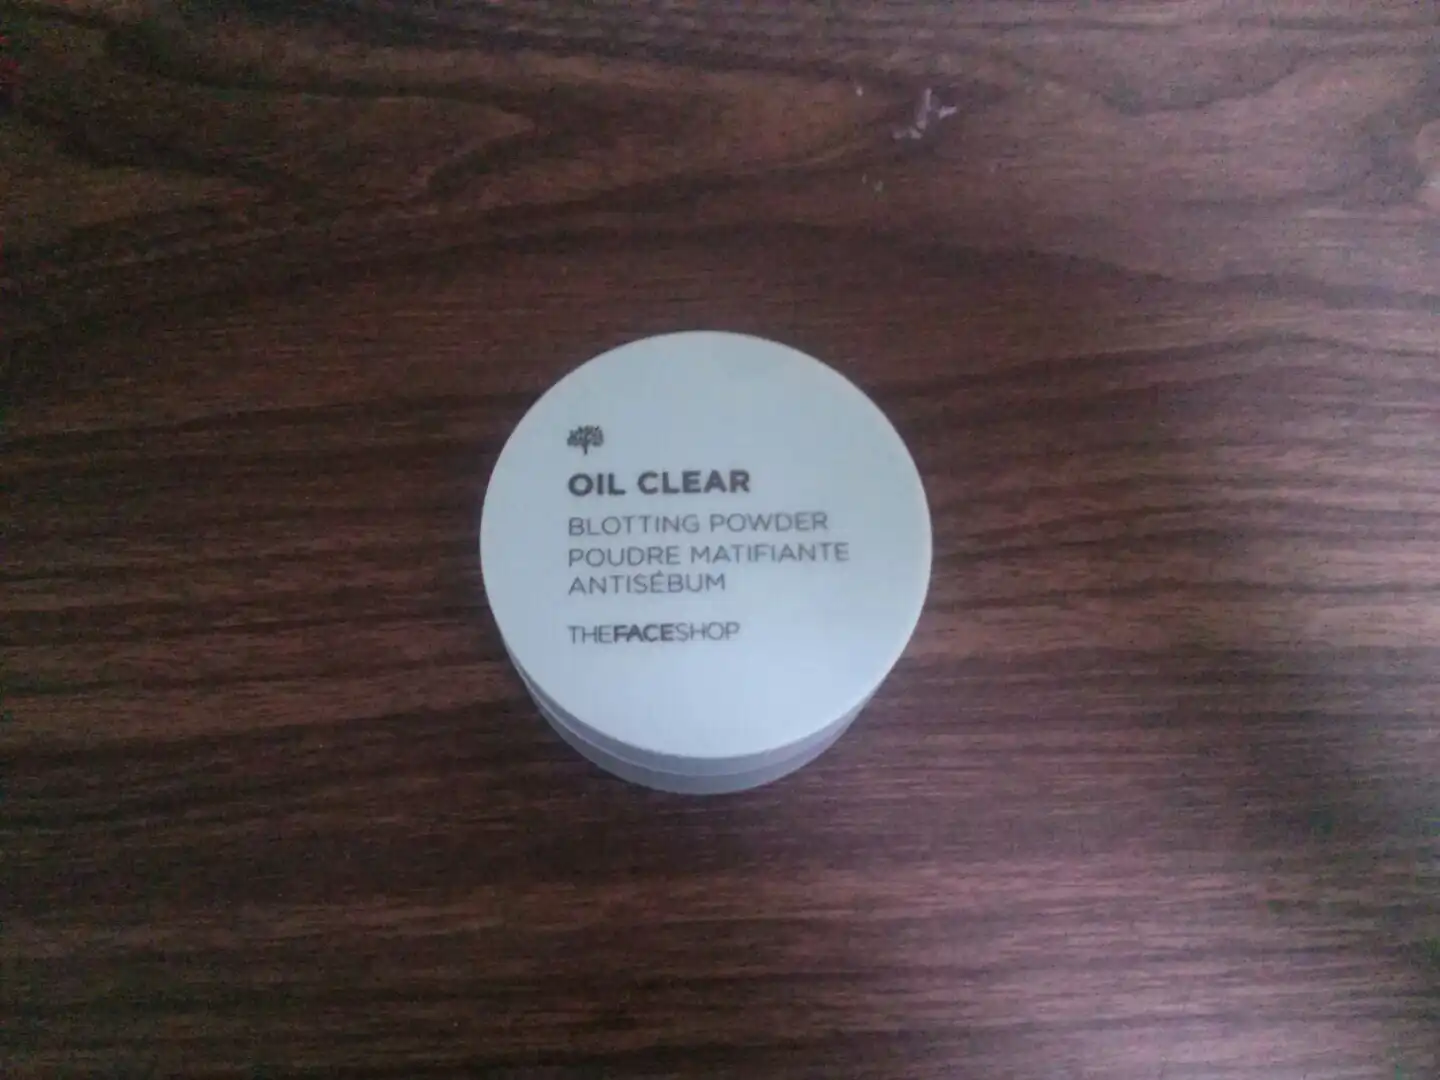 OIL CLEAR
BLOTTING POWDER
POUDRE MATIFIANTE
ANTISÉBUM
THEFACESHOP